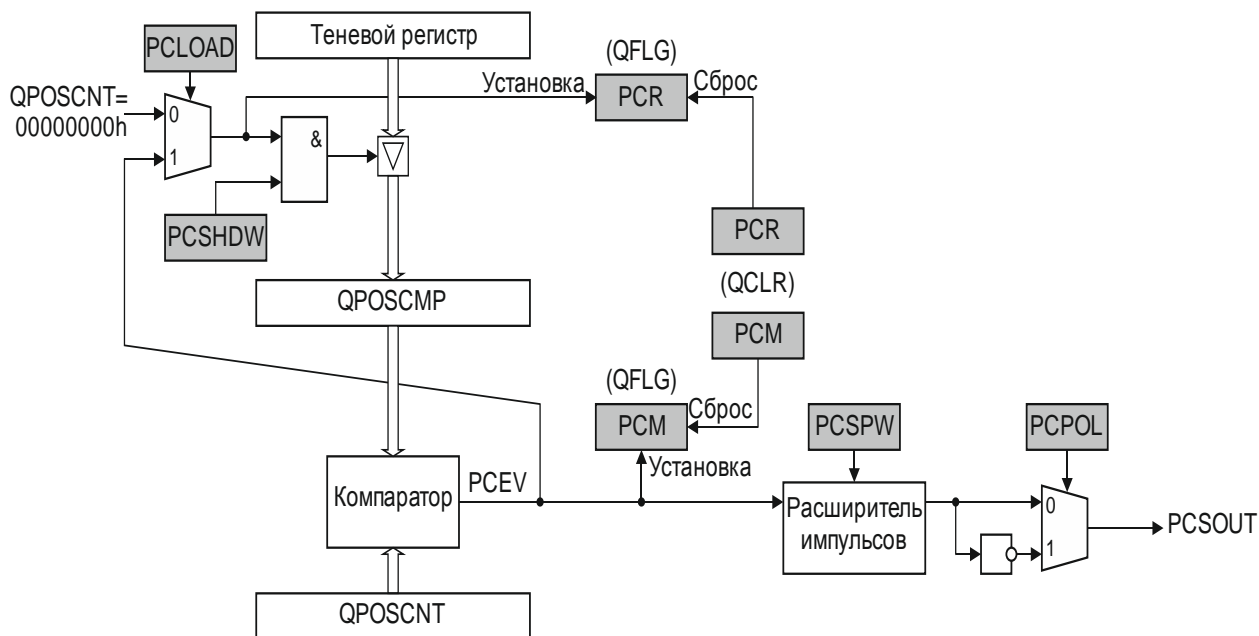 Теневой регистр
PCLOAD
(QFLG)
Установка
PCR
Сброс
QPOSCNT=
00000000h
0
1
&
PCSHDW
PCR
QPOSCMP
(QCLR)
PCM
(QFLG)
PCM
Сброс
PCSPW
PCPOL
Установка
Компаратор
PCEV
Расширитель
импульсов
0
1
PCSOUT
QPOSCNT